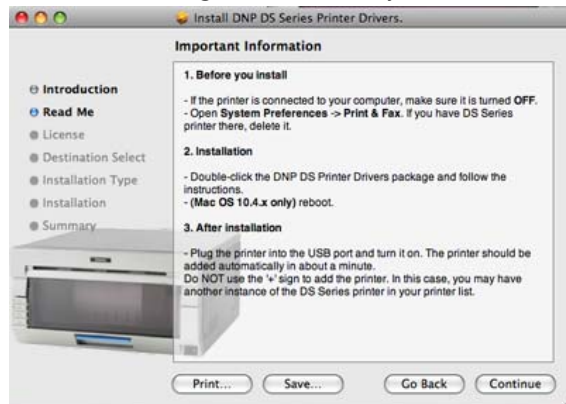 Install DNP DS Series Printer Drivers.
Important Information
Introduction
Read Me
License
Destination Select
Installation Type
Installation
Summary
1. Before you install
- If the printer is connected to your computer, make sure it is turned OFF.
- Open System Preferences -> Print & Fax. If you have DS Series
printer there, delete it.
2. Installation
- Double-click the DNP DS Printer Drivers package and follow the
instructions.
- (Mac OS 10.4.x only) reboot.
3. After installation
- Plug the printer into the USB port and turn it on. The printer should be
added automatically in about a minute.
Do NOT use the '+' sign to add the printer. In this case, you may have
another instance of the DS Series printer in your printer list.
Print...
Save...
Go Back
Continue